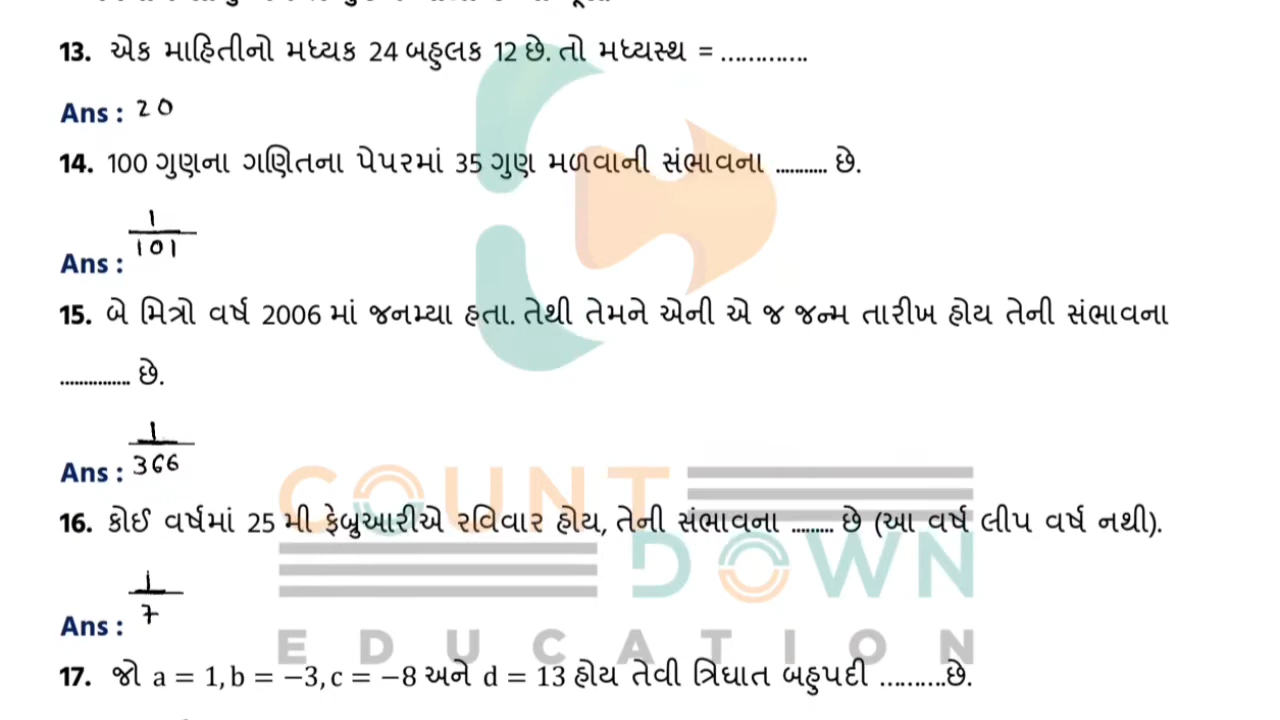 13. એક માહિતીનો મધ્યક 24 બહુલક 12 છે. તો મધ્યસ્થ = .............
Ans : 20
14. 100 ગુણના ગણિતના પેપરમાં 35 ગુણ મળવાની સંભાવના ........... છે.
1
101
Ans :
15. બે મિત્રો વર્ષ 2006 માં જનમ્યા હતા. તેથી તેમને એની એ જ જન્મ તારીખ હોય તેની સંભાવના
............... છે.
1
366
Ans :
COUNT
16. કોઈ વર્ષમાં 25 મી ફેબ્રુઆરીએ રવિવાર હોય, તેની સંભાવના ......... છે (આ વર્ષ લીપ વર્ષ નથી).
DOWN
1
7
Ans :
EDUCATION
17. જો a = 1, b = −3, c = −8 અને d = 13 હોય તેવી ત્રિઘાત બહુપદી ..........છે.